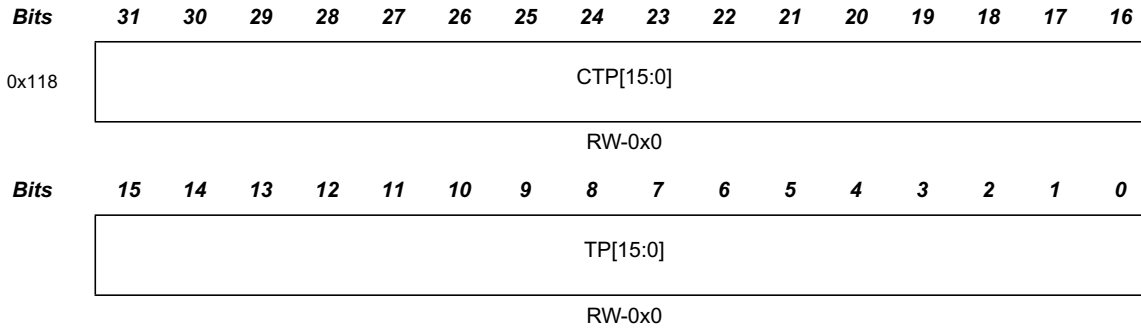 Bits 31 30 29 28 27 26 25 24 23 22 21 20 19 18 17 16
0x118 CTP[15:0]
RW-0x0
Bits 15 14 13 12 11 10 9 8 7 6 5 4 3 2 1 0
TP[15:0]
RW-0x0